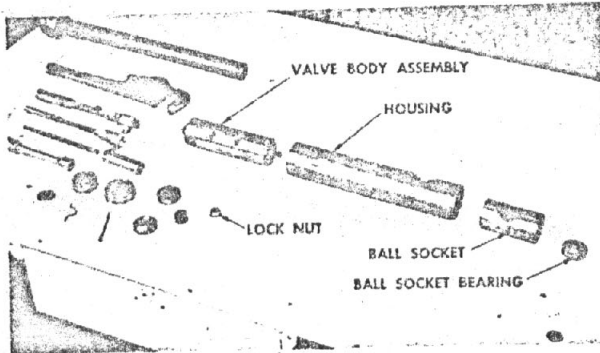 VALVE BODY ASSEMBLY
HOUSING
LOCK NUT
BALL SOCKET
BALL SOCKET BEARING